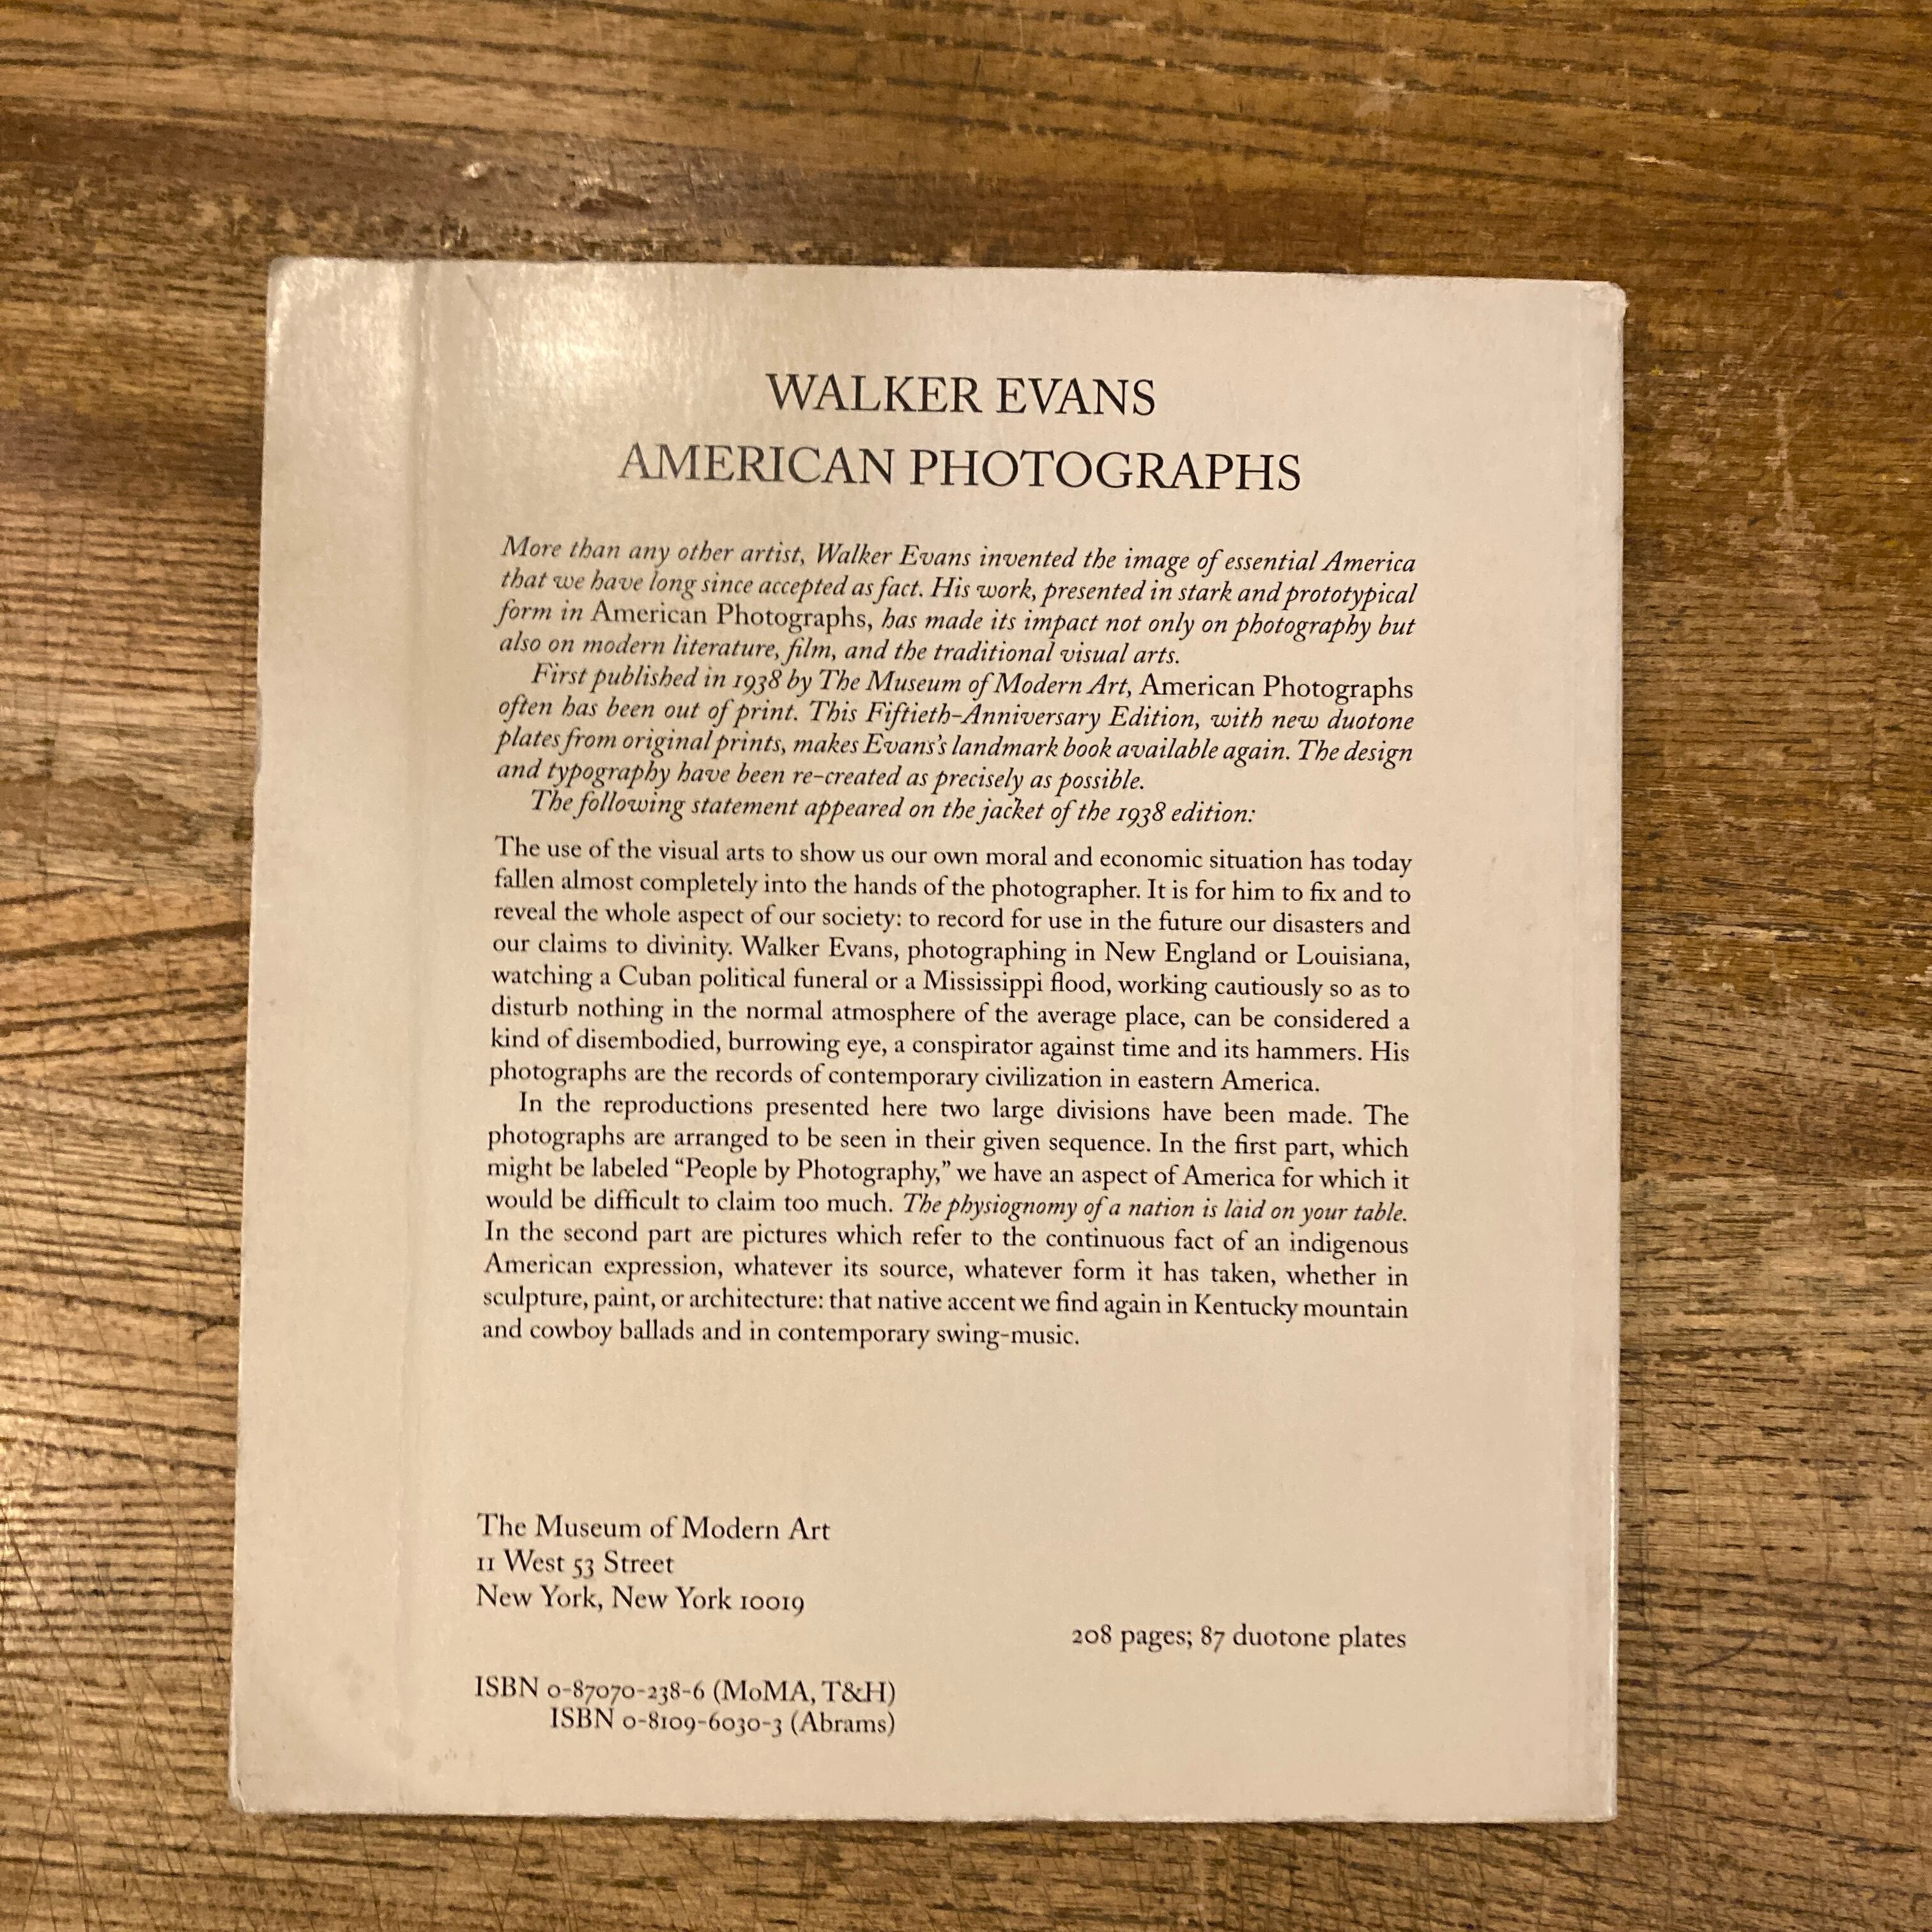 WALKER EVANS
AMERICAN PHOTOGRAPHS
More than any other artist, Walker Evans invented the image of essential America
that we have long since accepted as fact. His work, presented in stark and prototypical
form in American Photographs, has made its impact not only on photography but
also on modern literature, film, and the traditional visual arts.
First published in 1938 by The Museum of Modern Art, American Photographs
often has been out of print. This Fiftieth-Anniversary Edition, with new duotone
plates from original prints, makes Evans's landmark book available again. The design
and typography have been re-created as precisely as possible.
The following statement appeared on the jacket of the 1938 edition:
The use of the visual arts to show us our own moral and economic situation has today
fallen almost completely into the hands of the photographer. It is for him to fix and to
reveal the whole aspect of our society: to record for use in the future our disasters and
our claims to divinity. Walker Evans, photographing in New England or Louisiana,
watching a Cuban political funeral or a Mississippi flood, working cautiously so as to
disturb nothing in the normal atmosphere of the average place, can be considered a
kind of disembodied, burrowing eye, a conspirator against time and its hammers. His
photographs are the records of contemporary civilization in eastern America.
In the reproductions presented here two large divisions have been made. The
photographs are arranged to be seen in their given sequence. In the first part, which
might be labeled “People by Photography,” we have an aspect of America for which it
would be difficult to claim too much. The physiognomy of a nation is laid on your table.
In the second part are pictures which refer to the continuous fact of an indigenous
American expression, whatever its source, whatever form it has taken, whether in
sculpture, paint, or architecture: that native accent we find again in Kentucky mountain
and cowboy ballads and in contemporary swing-music.
The Museum of Modern Art
11 West 53 Street
New York, New York 10019
208 pages; 87 duotone plates
ISBN 0-87070-238-6 (MoMA, T&H)
ISBN 0-8109-6030-3 (Abrams)